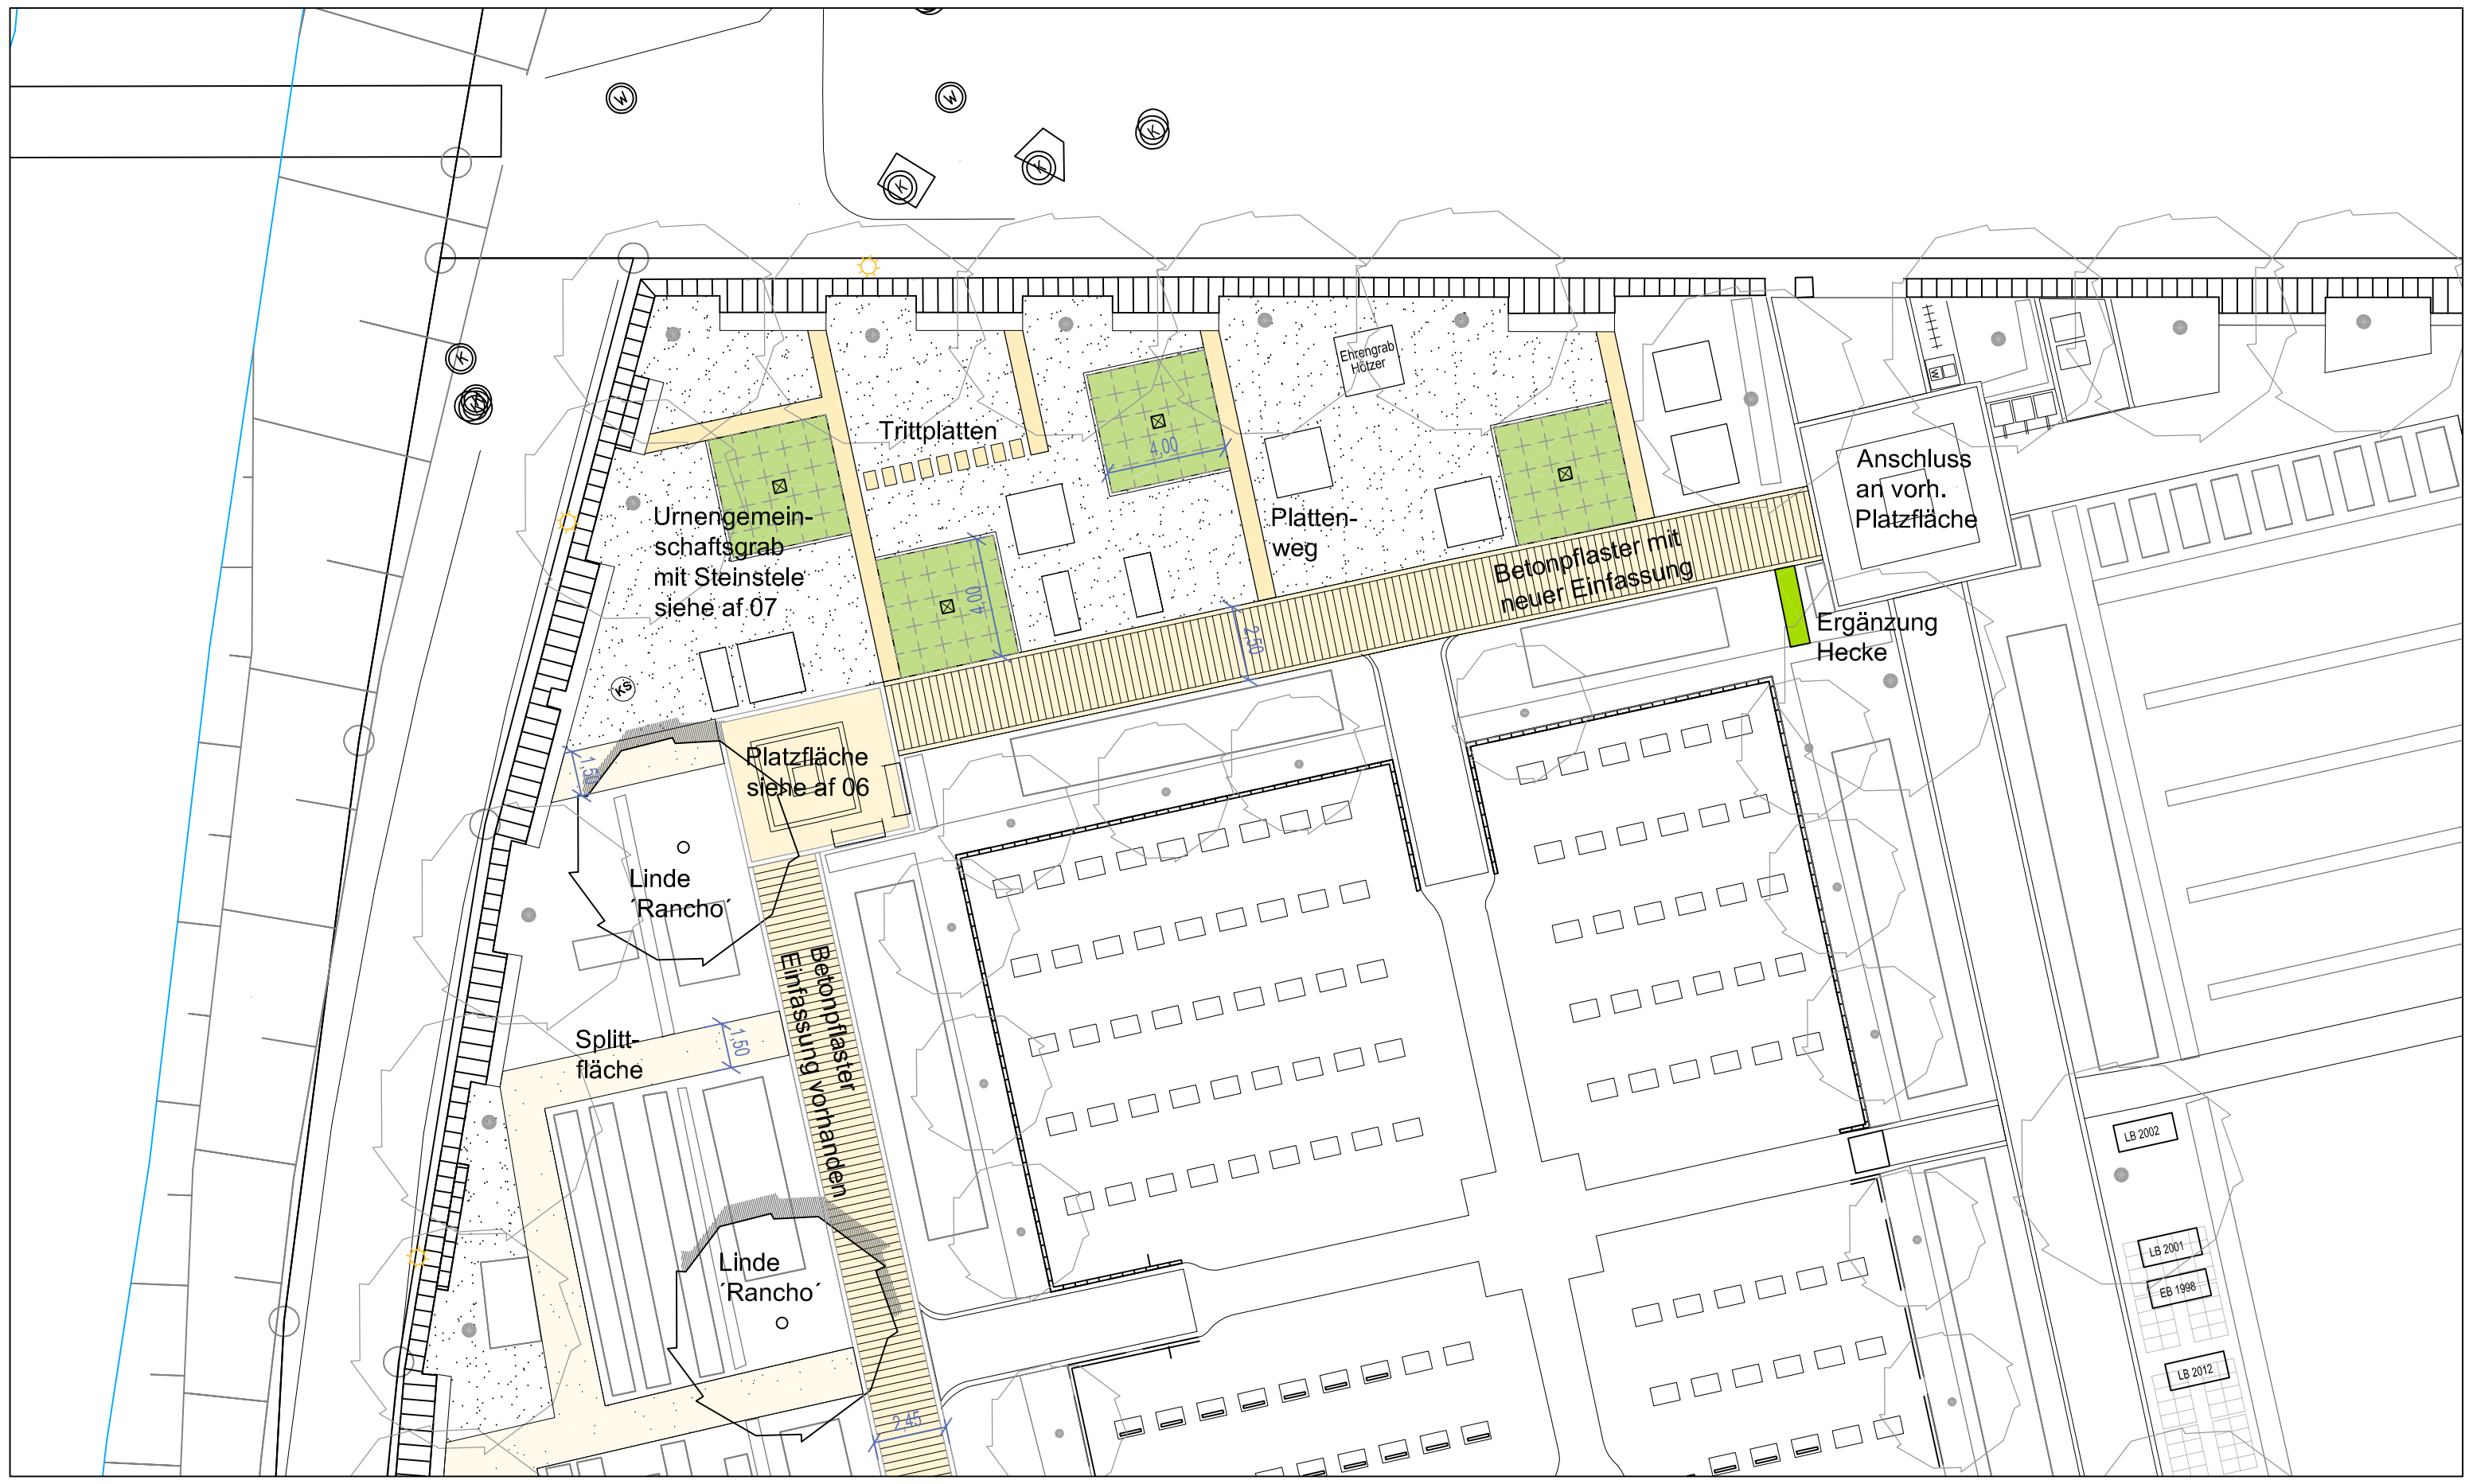 W
W
K
K
K
K
K
Ehrengrab
Hölzer
W
Trittplatten
4,00
Anschluss
an vorh.
Platzfläche
Urnengemein-
schaftsgrab
mit Steinstele
siehe af 07
Platten-
weg
Betonpflaster mit
neuer Einfassung
4,00
2,50
Ergänzung
Hecke
KS
1,50
Platzfläche
siehe af 06
Linde
´Rancho´
Betonpflaster
Einfassung vorhanden
Splitt-
fläche
1,50
LB 2002
LB 2001
EB 1998
LB 2012
Linde
´Rancho´
2,45